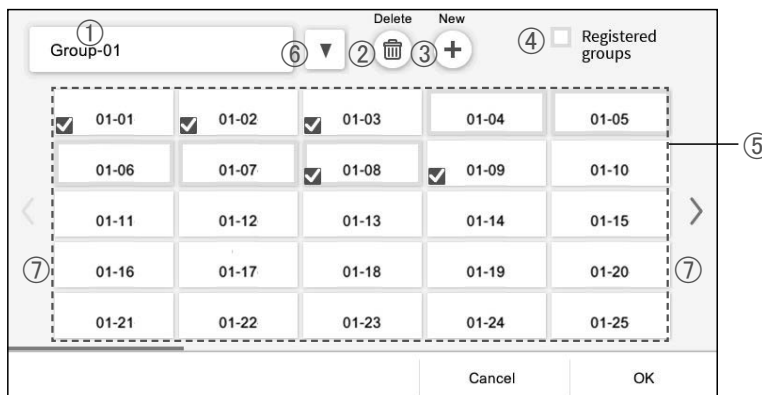 Delete New
① Group-01 ⑥ ▼ ② ③ + ④ Registered
groups
01-01 01-02 01-03 01-04 01-05
⑤
01-06 01-07 01-08 01-09 01-10
01-11 01-12 01-13 01-14 01-15
⑦ 01-16 01-17 01-18 01-19 01-20 ⑦
01-21 01-22 01-23 01-24 01-25
Cancel OK